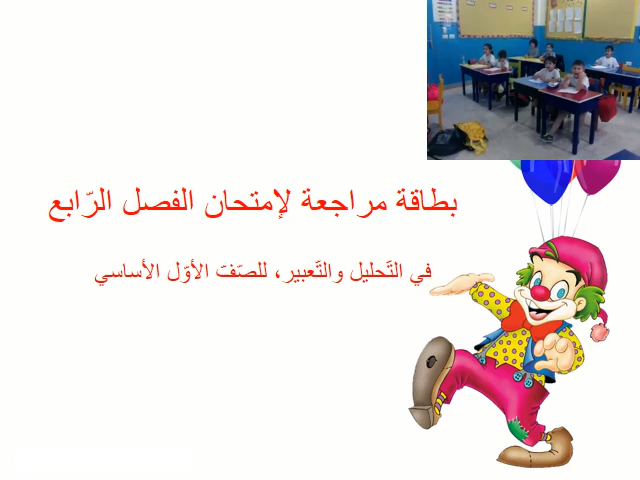 بطاقة مراجعة لإمتحان الفصل الرّابع
في التَحليل والتَعبير، للصّفّ الأوّل الأساسي